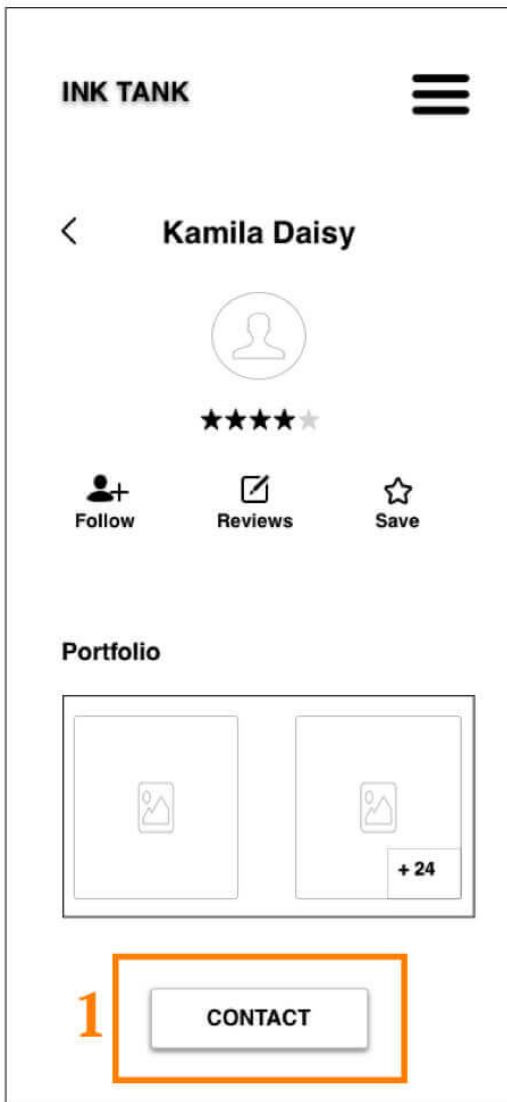 INK TANK
Kamila Daisy
Follow Reviews Save
Portfolio
+ 24
1 CONTACT